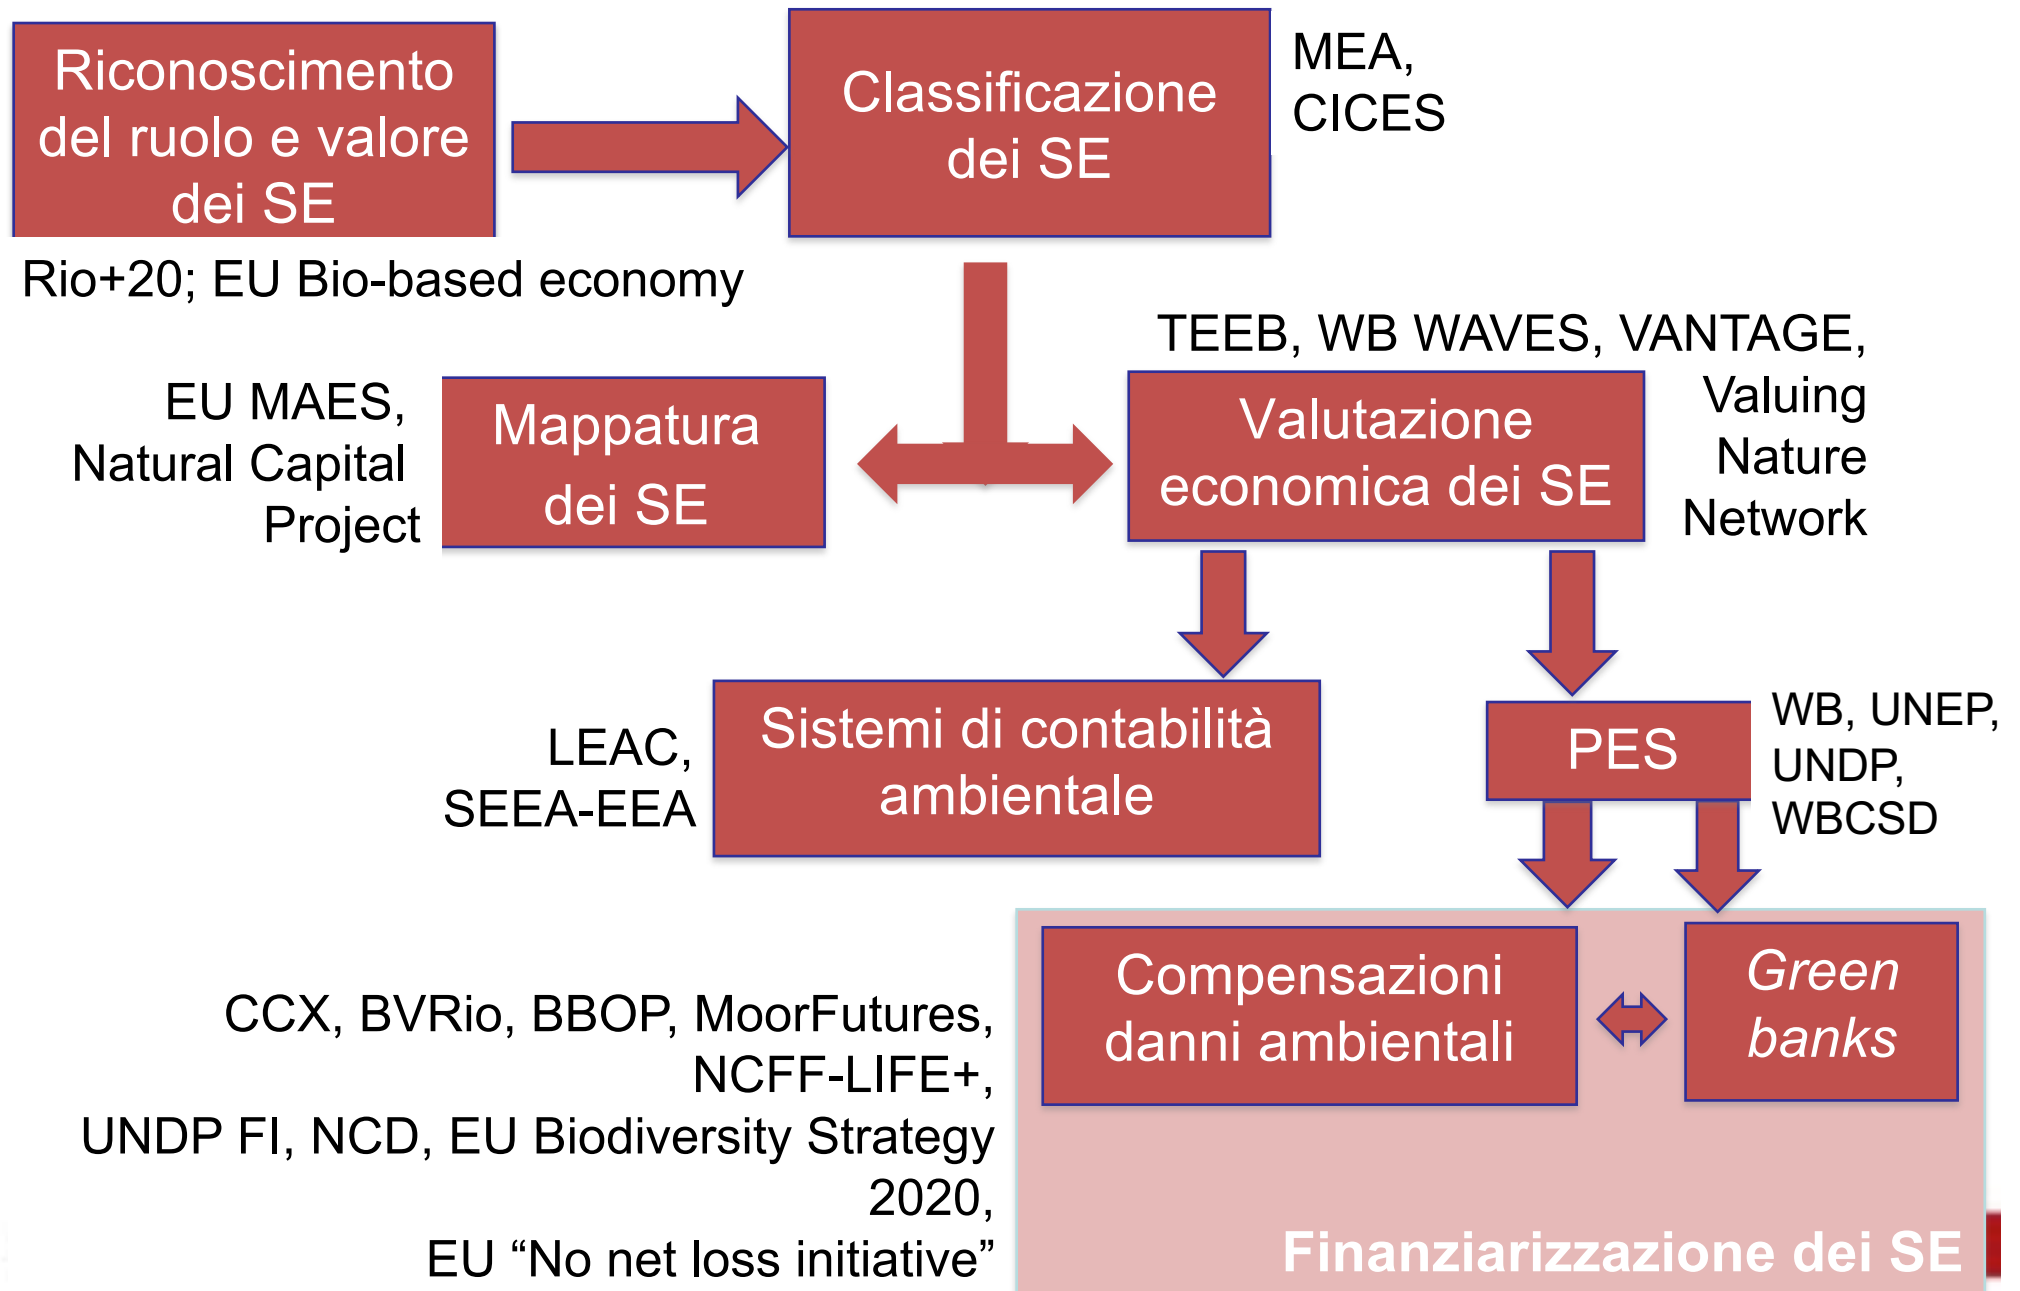 Riconoscimento
del ruolo e valore
dei SE
Classificazione
dei SE
MEA,
CICES
Rio+20; EU Bio-based economy
TEEB, WB WAVES, VANTAGE,
Valuing
Nature
Network
EU MAES,
Natural Capital
Project
Mappatura
dei SE
Valutazione
economica dei SE
LEAC,
SEEA-EEA
Sistemi di contabilità
ambientale
PES
WB, UNEP,
UNDP,
WBCSD
CCX, BVRio, BBOP, MoorFutures,
NCFF-LIFE+,
UNDP FI, NCD, EU Biodiversity Strategy
2020,
EU “No net loss initiative”
Compensazioni
danni ambientali
Green
banks
Finanziarizzazione dei SE